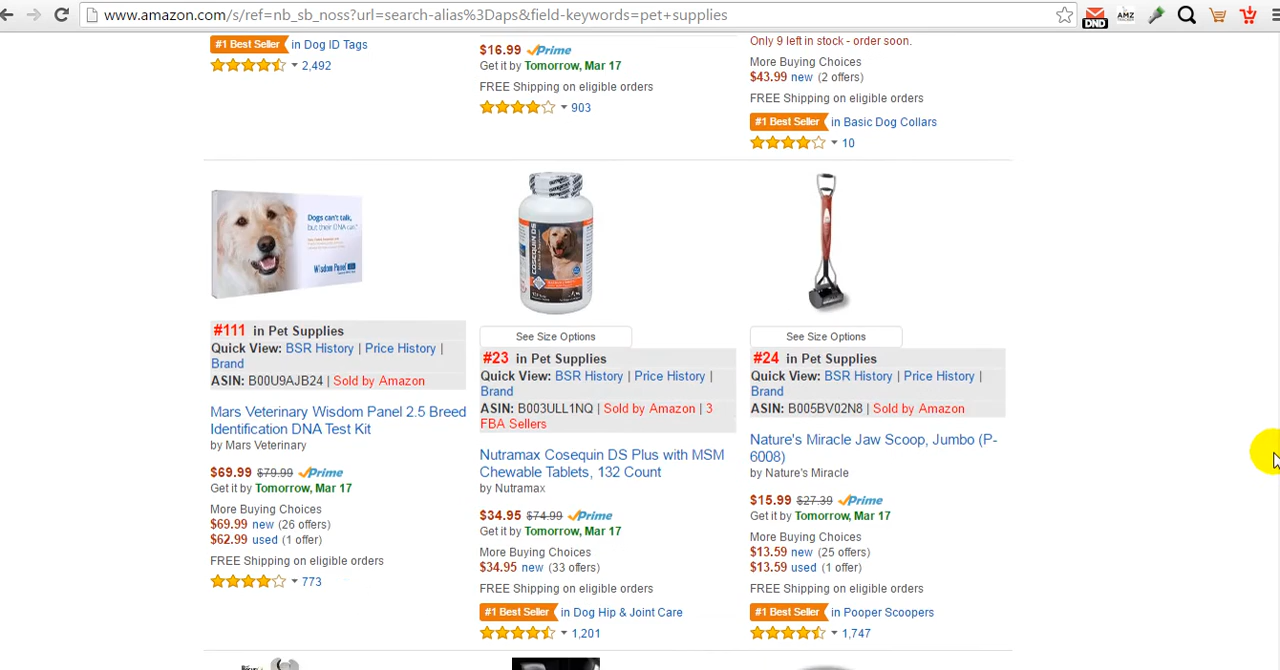 www.amazon.com/s/ref=nb_sb_noss?url=search-alias%3Daps&field-keywords=pet+supplies
DND
AMZ
#1 Best Seller in Dog ID Tags
2,492
$16.99 Prime
Get it by Tomorrow, Mar 17
FREE Shipping on eligible orders
903
Only 9 left in stock - order soon.
More Buying Choices
$43.99 new (2 offers)
FREE Shipping on eligible orders
#1 Best Seller in Basic Dog Collars
10
Dogs can't talk,
but their DNA can.
Wisdom Panel
#111 in Pet Supplies
Quick View: BSR History | Price History |
Brand
ASIN: B00U9AJB24 | Sold by Amazon
Mars Veterinary Wisdom Panel 2.5 Breed
Identification DNA Test Kit
by Mars Veterinary
$69.99 $79.99 Prime
Get it by Tomorrow, Mar 17
More Buying Choices
$69.99 new (26 offers)
$62.99 used (1 offer)
FREE Shipping on eligible orders
773
COSEQUIN DS
See Size Options
#23 in Pet Supplies
Quick View: BSR History | Price History |
Brand
ASIN: B003ULL1NQ | Sold by Amazon | 3
FBA Sellers
Nutramax Cosequin DS Plus with MSM
Chewable Tablets, 132 Count
by Nutramax
$34.95 $74.99 Prime
Get it by Tomorrow, Mar 17
More Buying Choices
$34.95 new (33 offers)
FREE Shipping on eligible orders
#1 Best Seller in Dog Hip & Joint Care
1,201
See Size Options
#24 in Pet Supplies
Quick View: BSR History | Price History |
Brand
ASIN: B005BV02N8 | Sold by Amazon
Nature's Miracle Jaw Scoop, Jumbo (P-
6008)
by Nature's Miracle
$15.99 $27.39 Prime
Get it by Tomorrow, Mar 17
More Buying Choices
$13.59 new (25 offers)
$13.59 used (1 offer)
FREE Shipping on eligible orders
#1 Best Seller in Pooper Scoopers
1,747